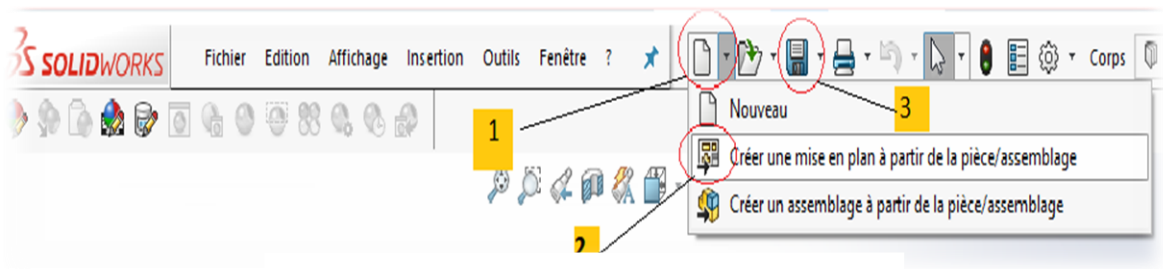 SOLIDWORKS Fichier Edition Affichage Insertion Outils Fenêtre ? Corps
Nouveau
3
1
Créer une mise en plan à partir de la pièce/assemblage
Créer un assemblage à partir de la pièce/assemblage
2